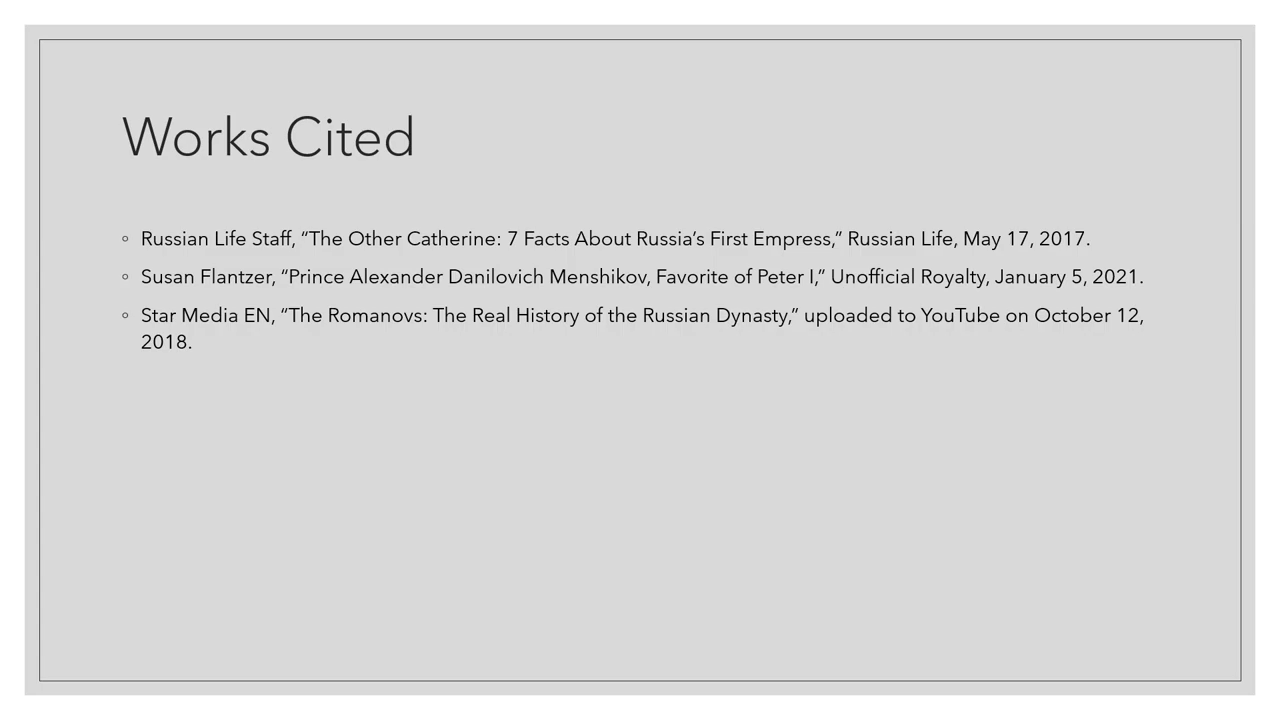 Works Cited
◦ Russian Life Staff, “The Other Catherine: 7 Facts About Russia’s First Empress,” Russian Life, May 17, 2017.
◦ Susan Flantzer, “Prince Alexander Danilovich Menshikov, Favorite of Peter I,” Unofficial Royalty, January 5, 2021.
◦ Star Media EN, “The Romanovs: The Real History of the Russian Dynasty,” uploaded to YouTube on October 12,
2018.